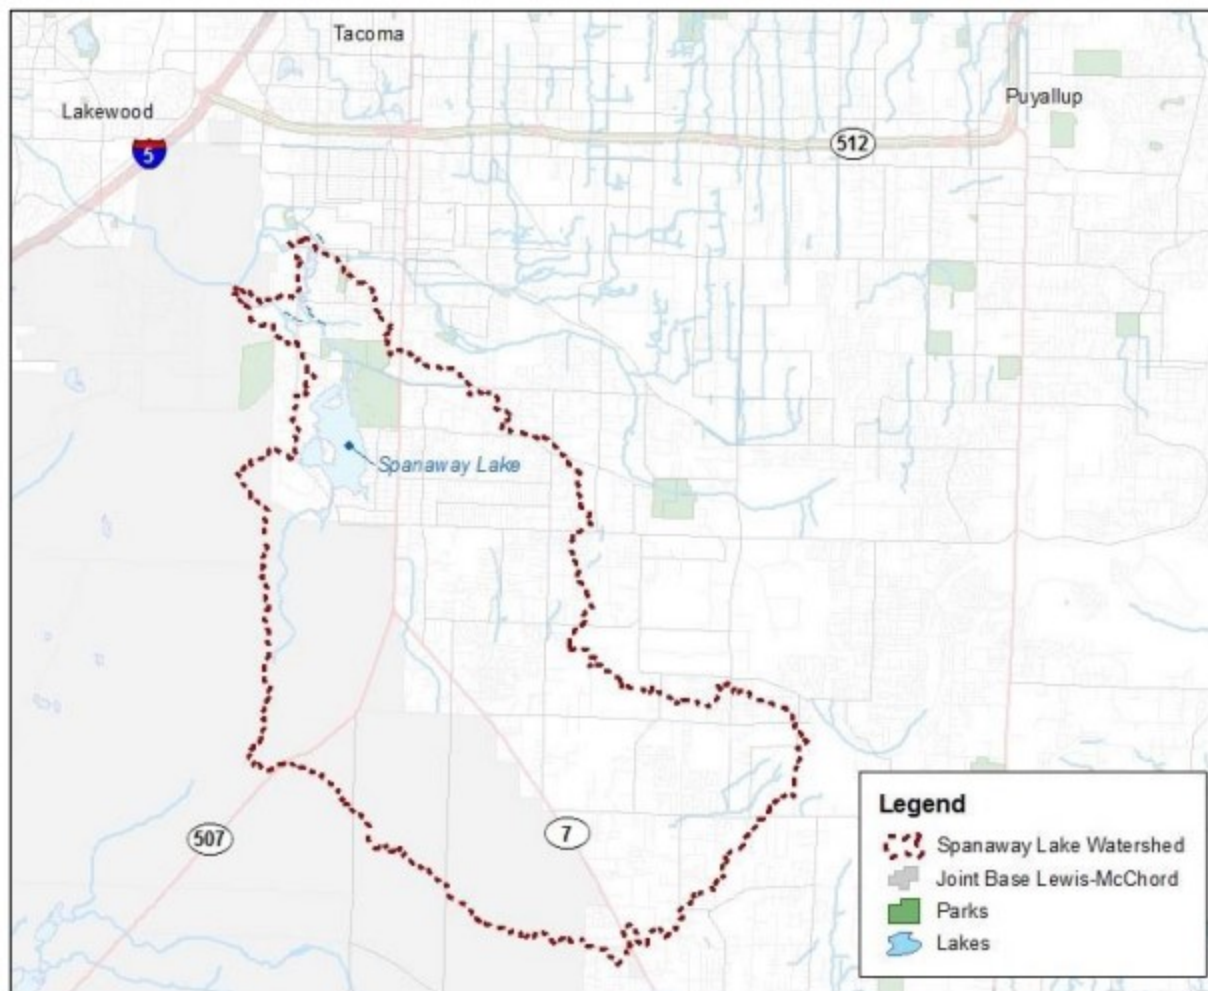 Tacoma
Lakewood
Puyallup
5
512
Spanaway Lake
507
7
Legend
Spanaway Lake Watershed
Joint Base Lewis-McChord
Parks
Lakes